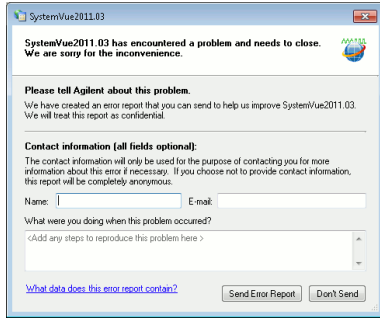 SystemVue2011.03
SystemVue2011.03 has encountered a problem and needs to close.
We are sorry for the inconvenience.
Please tell Agilent about this problem.
We have created an error report that you can send to help us improve SystemVue2011.03.
We will treat this report as confidential.
Contact information (all fields optional):
The contact information will only be used for the purpose of contacting you for more
information about this error if necessary. If you choose not to provide contact information,
this report will be completely anonymous.
Name: E-mail:
What were you doing when this problem occurred?
<Add any steps to reproduce this problem here >
What data does this error report contain? Send Error Report Don't Send